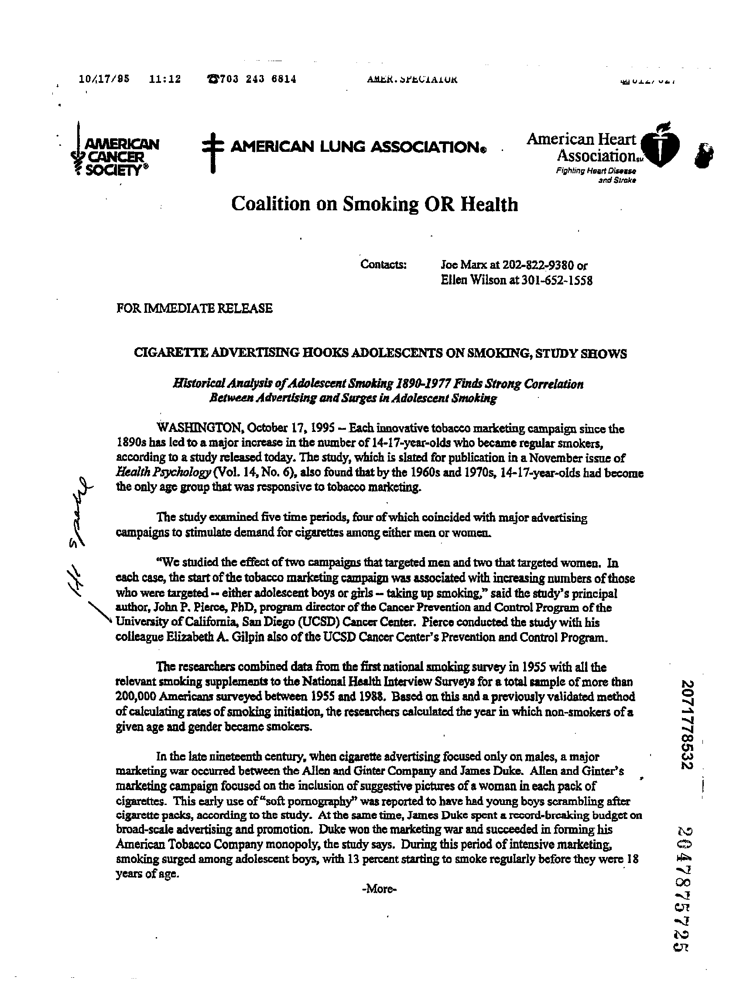 10/17/95 11:12 ☎703 243 6814 AMER.SPECTATOR
AMERICAN
CANCER
SOCIETY®
AMERICAN LUNG ASSOCIATION®
American Heart
Association℠
Fighting Heart Disease
and Stroke
Coalition on Smoking OR Health
Contacts: Joe Marx at 202-822-9380 or
Ellen Wilson at 301-652-1558
FOR IMMEDIATE RELEASE
CIGARETTE ADVERTISING HOOKS ADOLESCENTS ON SMOKING, STUDY SHOWS
Historical Analysis of Adolescent Smoking 1890-1977 Finds Strong Correlation
Between Advertising and Surges in Adolescent Smoking
WASHINGTON, October 17, 1995 -- Each innovative tobacco marketing campaign since the
1890s has led to a major increase in the number of 14-17-year-olds who became regular smokers,
according to a study released today. The study, which is slated for publication in a November issue of
Health Psychology (Vol. 14, No. 6), also found that by the 1960s and 1970s, 14-17-year-olds had become
the only age group that was responsive to tobacco marketing.
The study examined five time periods, four of which coincided with major advertising
campaigns to stimulate demand for cigarettes among either men or women.
"We studied the effect of two campaigns that targeted men and two that targeted women. In
each case, the start of the tobacco marketing campaign was associated with increasing numbers of those
who were targeted -- either adolescent boys or girls -- taking up smoking," said the study's principal
author, John P. Pierce, PhD, program director of the Cancer Prevention and Control Program of the
University of California, San Diego (UCSD) Cancer Center. Pierce conducted the study with his
colleague Elizabeth A. Gilpin also of the UCSD Cancer Center's Prevention and Control Program.
The researchers combined data from the first national smoking survey in 1955 with all the
relevant smoking supplements to the National Health Interview Surveys for a total sample of more than
200,000 Americans surveyed between 1955 and 1988. Based on this and a previously validated method
of calculating rates of smoking initiation, the researchers calculated the year in which non-smokers of a
given age and gender became smokers.
In the late nineteenth century, when cigarette advertising focused only on males, a major
marketing war occurred between the Allen and Ginter Company and James Duke. Allen and Ginter's
marketing campaign focused on the inclusion of suggestive pictures of a woman in each pack of
cigarettes. This early use of "soft pornography" was reported to have had young boys scrambling after
cigarette packs, according to the study. At the same time, James Duke spent a record-breaking budget on
broad-scale advertising and promotion. Duke won the marketing war and succeeded in forming his
American Tobacco Company monopoly, the study says. During this period of intensive marketing,
smoking surged among adolescent boys, with 13 percent starting to smoke regularly before they were 18
years of age.
-More-
2071778532
2047875725